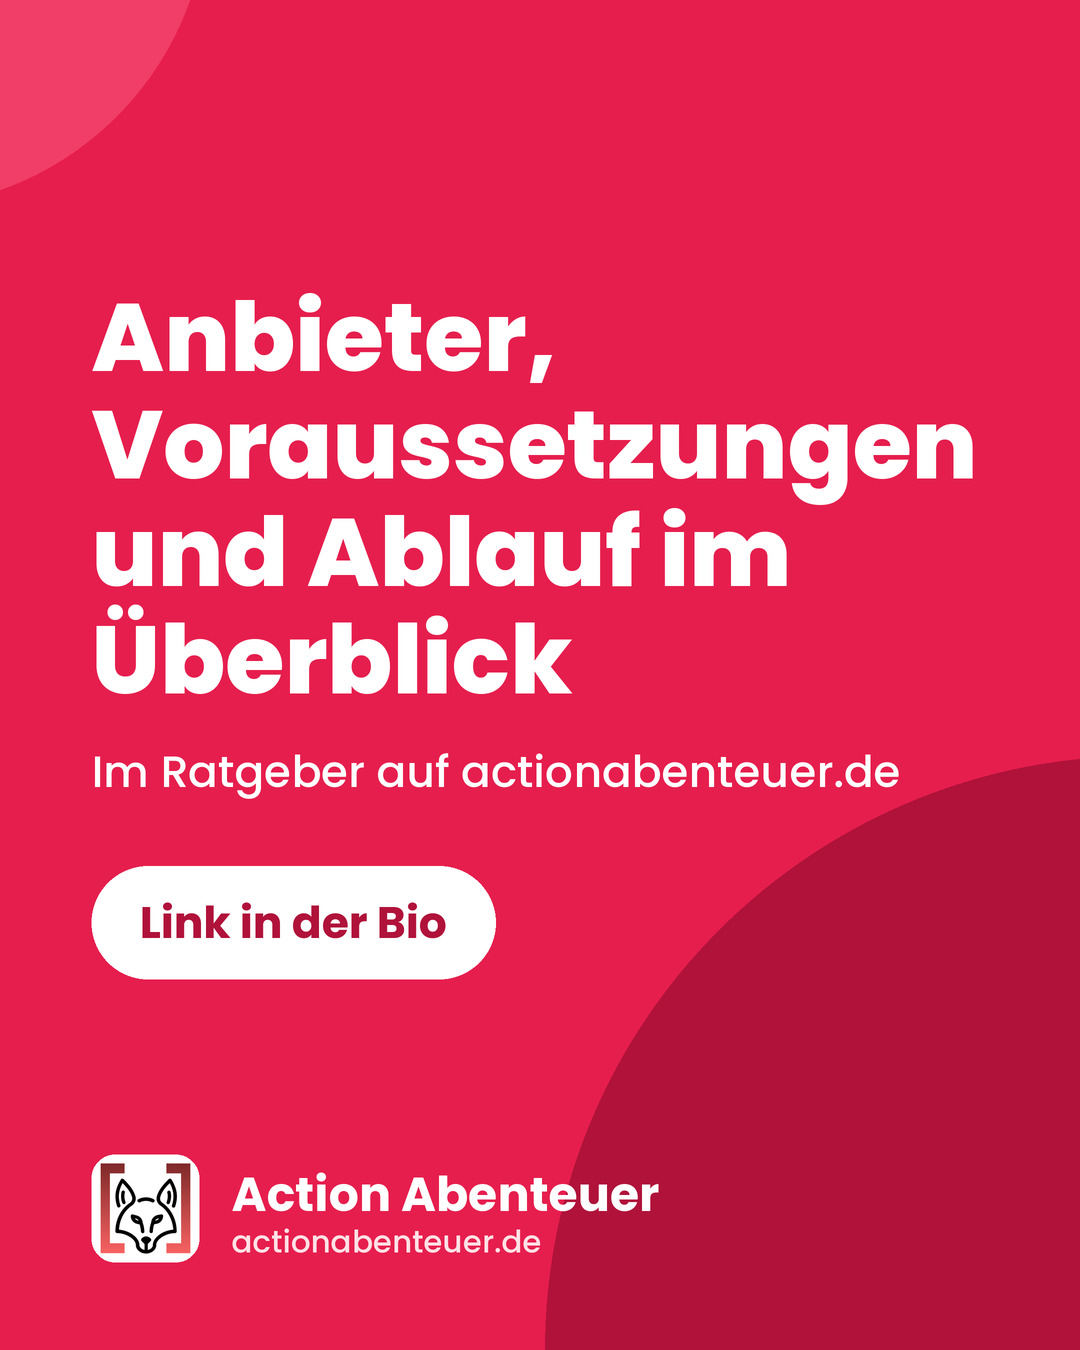 Anbieter,
Voraussetzungen
und Ablauf im
Überblick
Im Ratgeber auf actionabenteuer.de
Link in der Bio
Action Abenteuer
actionabenteuer.de